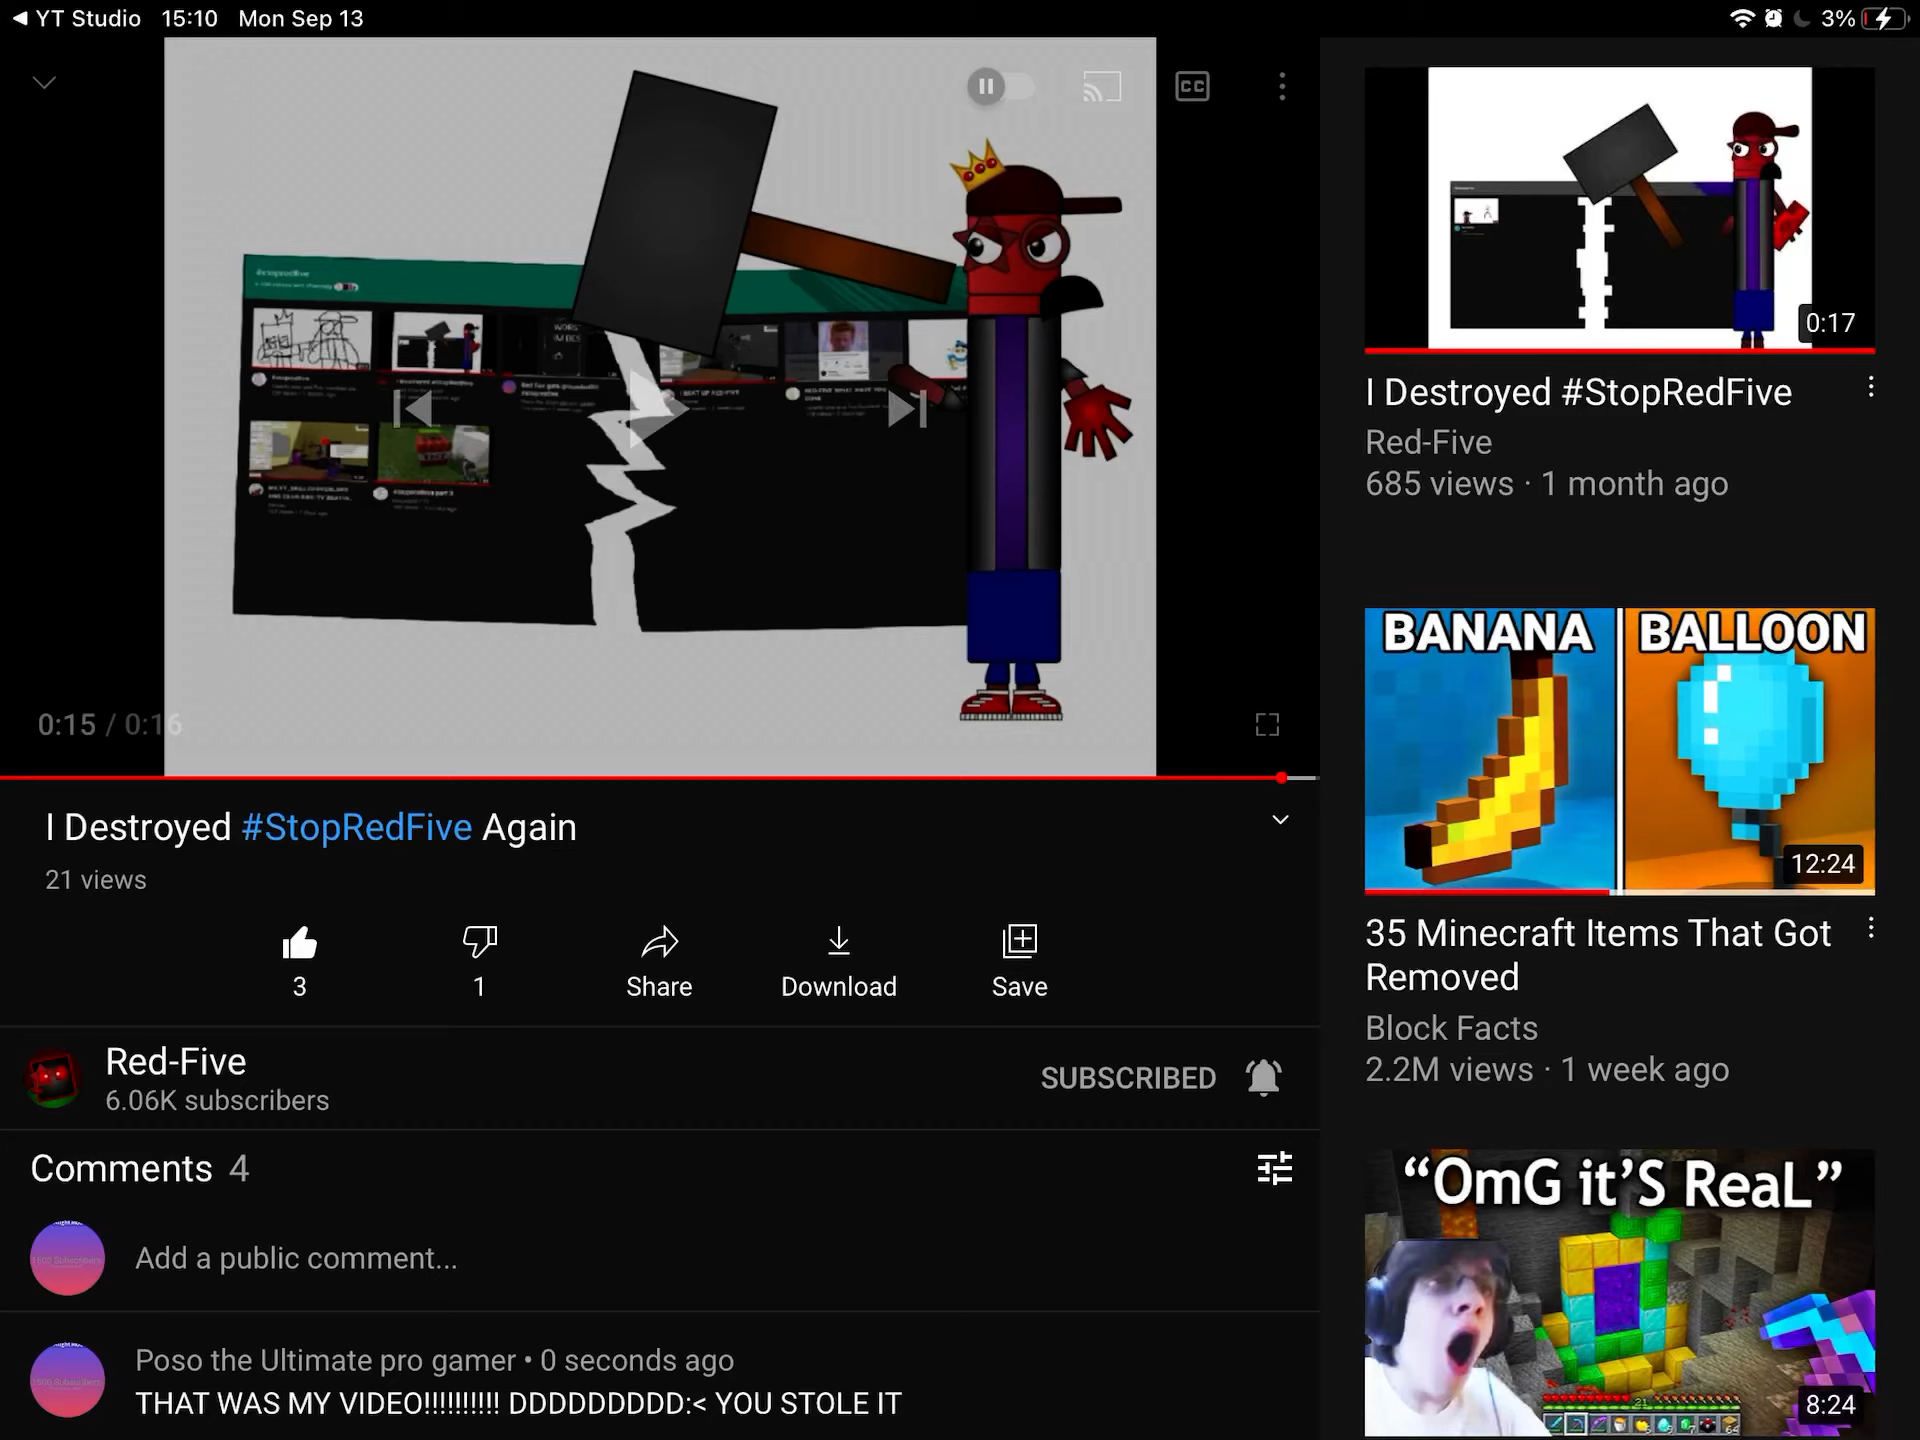 YT Studio 15:10 Mon Sep 13
3%
CC
#stopredfive
0:15 / 0:16
I Destroyed #StopRedFive Again
21 views
3
1
Share
Download
Save
Red-Five
6.06K subscribers
SUBSCRIBED
Comments 4
Add a public comment...
Poso the Ultimate pro gamer • 0 seconds ago
THAT WAS MY VIDEO!!!!!!!!!! DDDDDDDDD:< YOU STOLE IT
0:17
I Destroyed #StopRedFive
Red-Five
685 views · 1 month ago
BANANA
BALLOON
12:24
35 Minecraft Items That Got
Removed
Block Facts
2.2M views · 1 week ago
“OmG it’S ReaL”
8:24